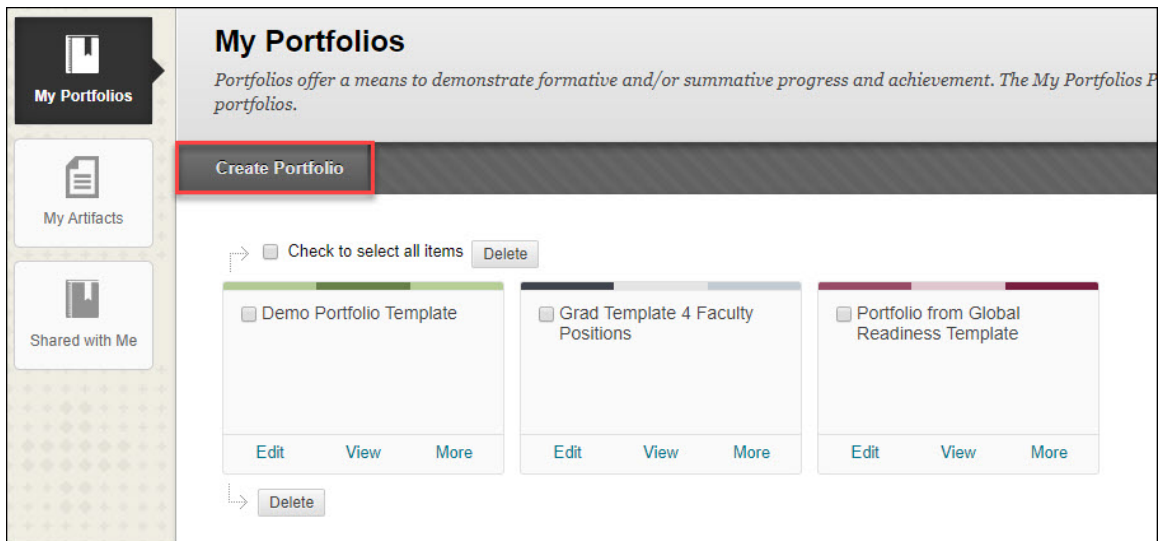 My Portfolios
My Artifacts
Shared with Me
My Portfolios
Portfolios offer a means to demonstrate formative and/or summative progress and achievement. The My Portfolios P
portfolios.
Create Portfolio
Check to select all items Delete
Demo Portfolio Template
Edit View More
Grad Template 4 Faculty
Positions
Edit View More
Portfolio from Global
Readiness Template
Edit View More
Delete